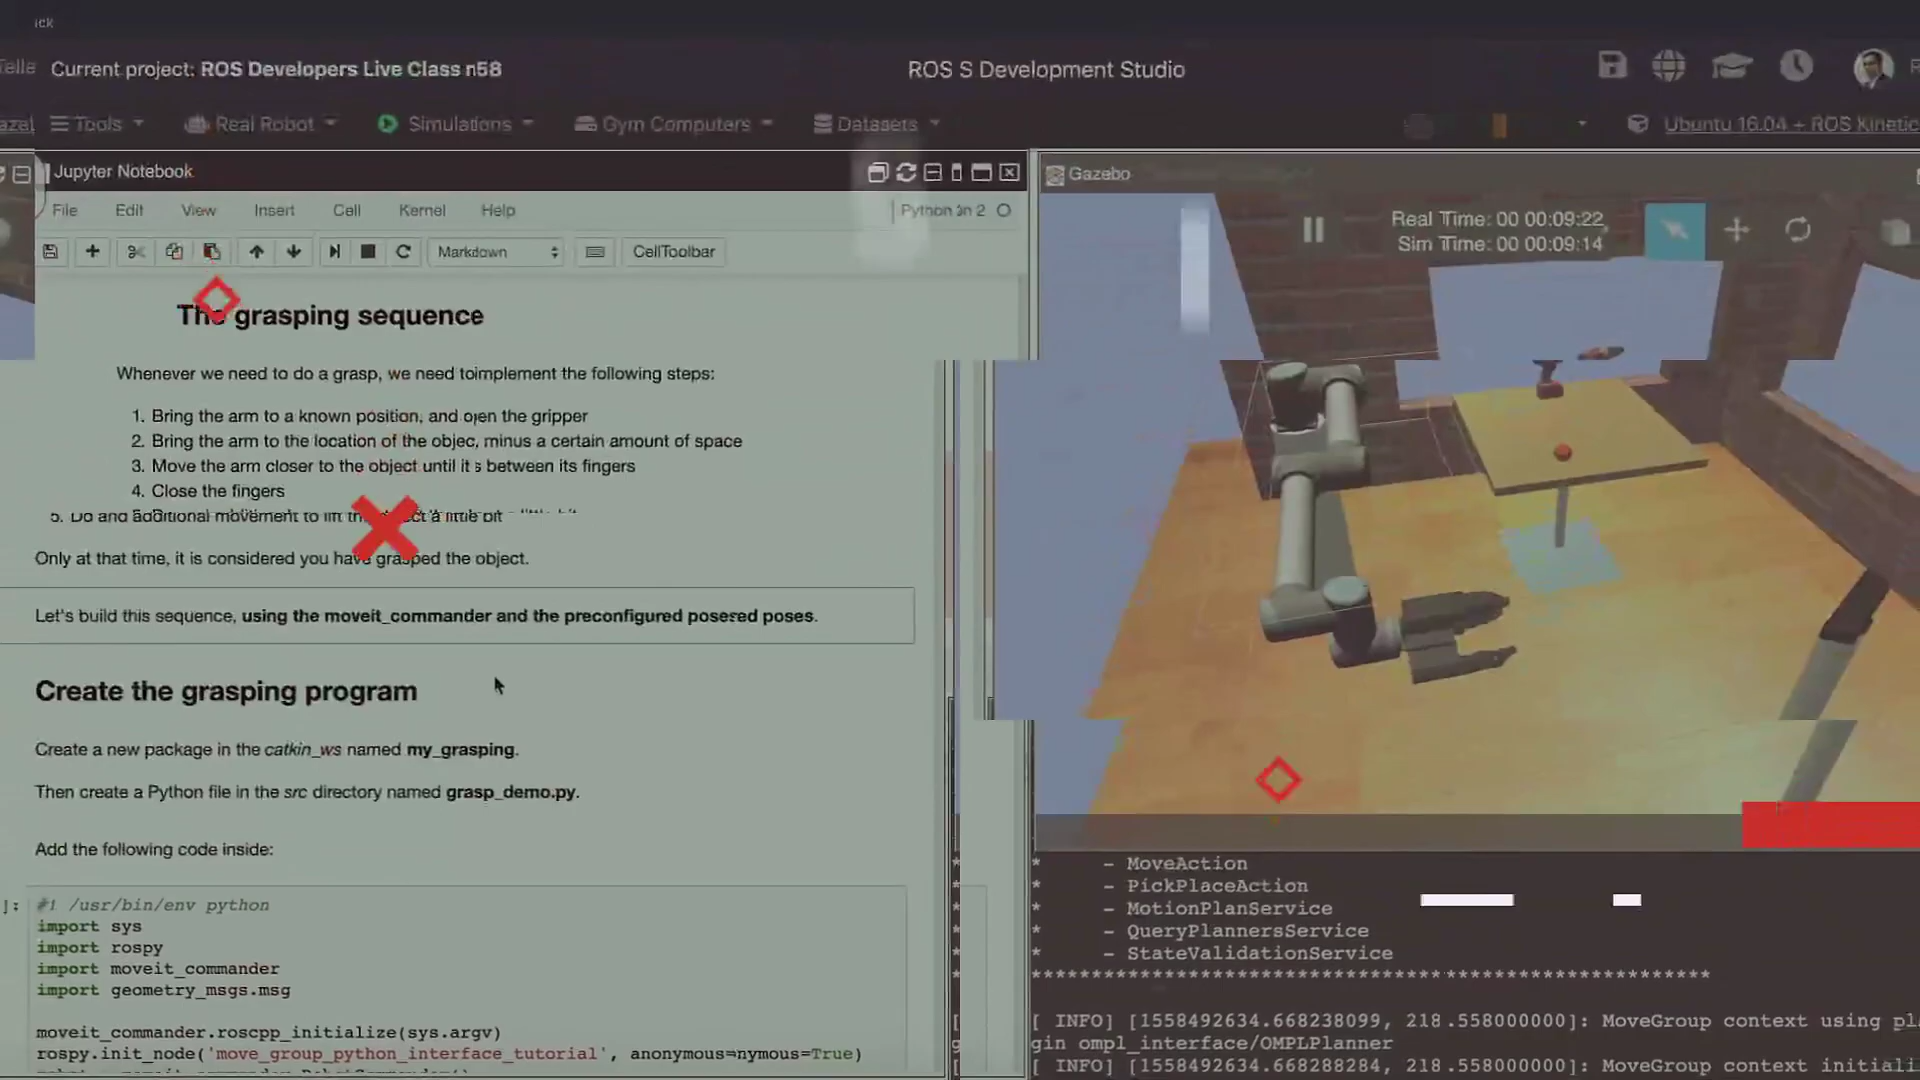 ick
Current project: ROS Developers Live Class n58
ROS S Development Studio
Tools
Real Robot
Simulations
Gym Computers
Datasets
Ubuntu 16.04 + ROS Kinetic
Jupyter Notebook
File Edit View Insert Cell Kernel Help
Markdown
CellToolbar
The grasping sequence
Whenever we need to do a grasp, we need toimplement the following steps:
1. Bring the arm to a known position, and open the gripper
2. Bring the arm to the location of the objec, minus a certain amount of space
3. Move the arm closer to the object until it s between its fingers
4. Close the fingers
5. Do and additional movement to lift a little bit
Only at that time, it is considered you have grasped the object.
Let's build this sequence, using the moveit_commander and the preconfigured posered poses.
Create the grasping program
Create a new package in the catkin_ws named my_grasping.
Then create a Python file in the src directory named grasp_demo.py.
Add the following code inside:
]: #! /usr/bin/env python
import sys
import rospy
import moveit_commander
import geometry_msgs.msg
moveit_commander.roscpp_initialize(sys.argv)
rospy.init_node('move_group_python_interface_tutorial', anonymous=nymous=True)
Gazebo
Real Time: 00 00:09:22
Sim Time: 00 00:09:14
* - MoveAction
* - PickPlaceAction
* - MotionPlanService
* - QueryPlannersService
* - StateValidationService
*********************************************************
[ INFO] [1558492634.668238099, 218.558000000]: MoveGroup context using
gin ompl_interface/OMPLPlanner
[ INFO] [1558492634.668288284, 218.558000000]: MoveGroup context